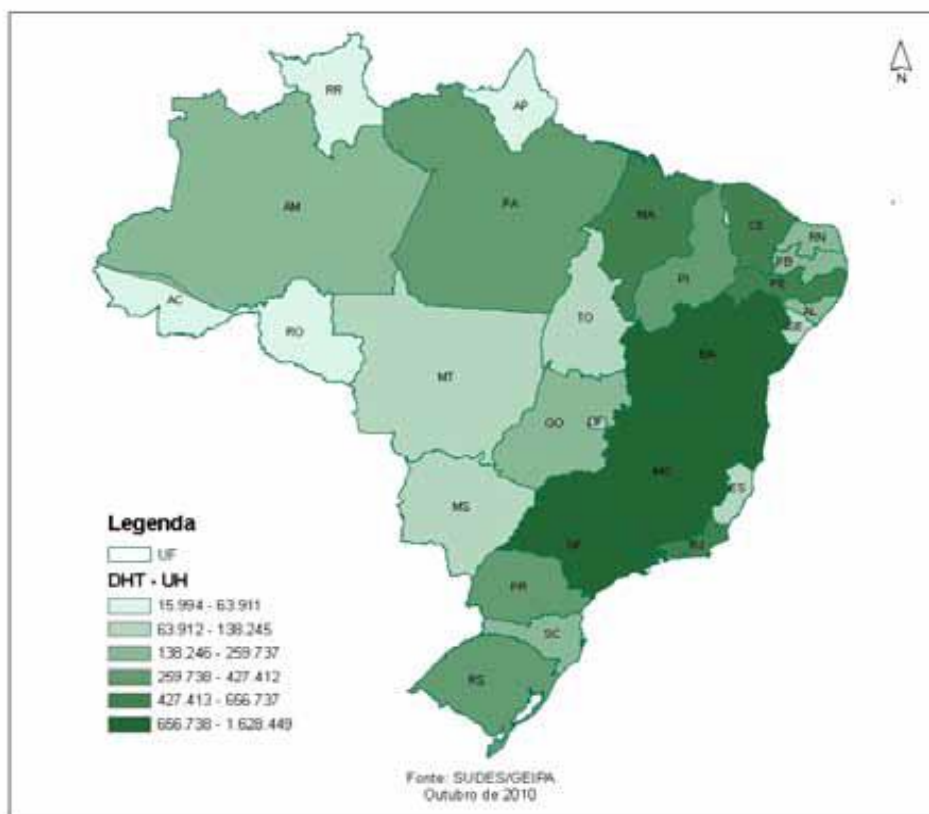 N
RR
AP
AM
PA
MA
CE
RN
PB
PI
PE
AC
AL
SE
RO
TO
BA
MT
GO
DF
MG
ES
MS
SP
RJ
PR
SC
RS
Legenda
UF
DHT - UH
15.994 - 63.911
63.912 - 138.245
138.246 - 259.737
259.738 - 427.412
427.413 - 656.737
656.738 - 1.628.449
Fonte: SUDES/GEIPA
Outubro de 2010